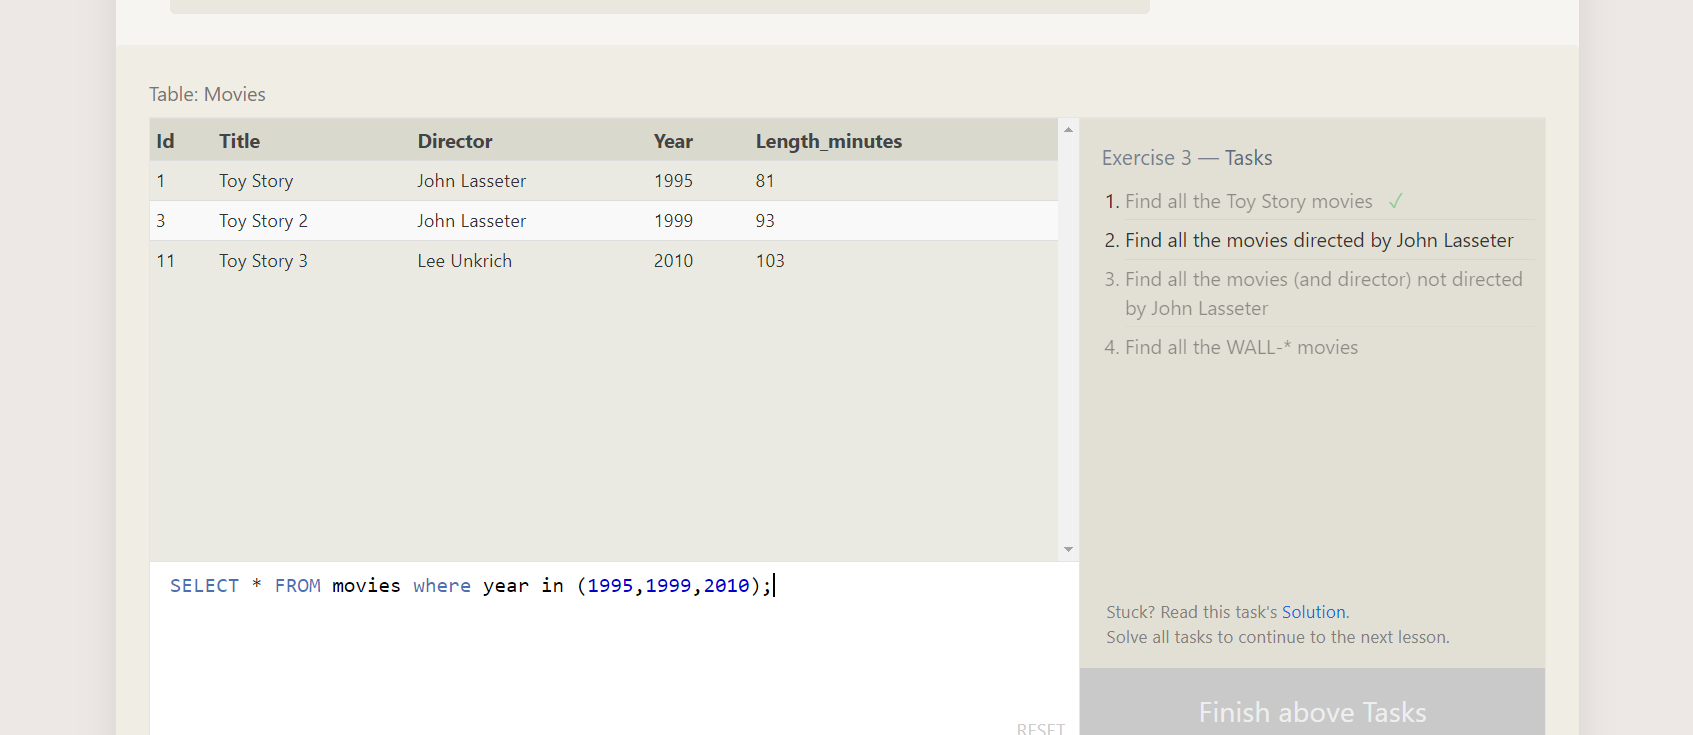 Table: Movies
Id Title Director Year Length_minutes
1 Toy Story John Lasseter 1995 81
3 Toy Story 2 John Lasseter 1999 93
11 Toy Story 3 Lee Unkrich 2010 103
SELECT * FROM movies where year in (1995,1999,2010);
RESET
Exercise 3 — Tasks
1. Find all the Toy Story movies ✓
2. Find all the movies directed by John Lasseter
3. Find all the movies (and director) not directed
by John Lasseter
4. Find all the WALL-* movies
Stuck? Read this task's Solution.
Solve all tasks to continue to the next lesson.
Finish above Tasks